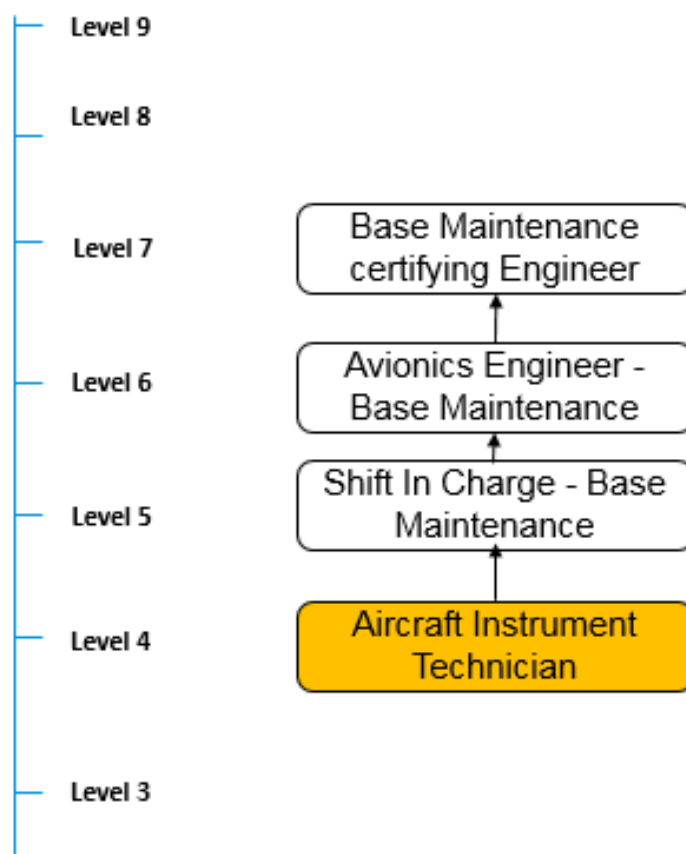 Level 9
Level 8
Level 7
Base Maintenance
certifying Engineer
Level 6
Avionics Engineer -
Base Maintenance
Level 5
Shift In Charge - Base
Maintenance
Level 4
Aircraft Instrument
Technician
Level 3